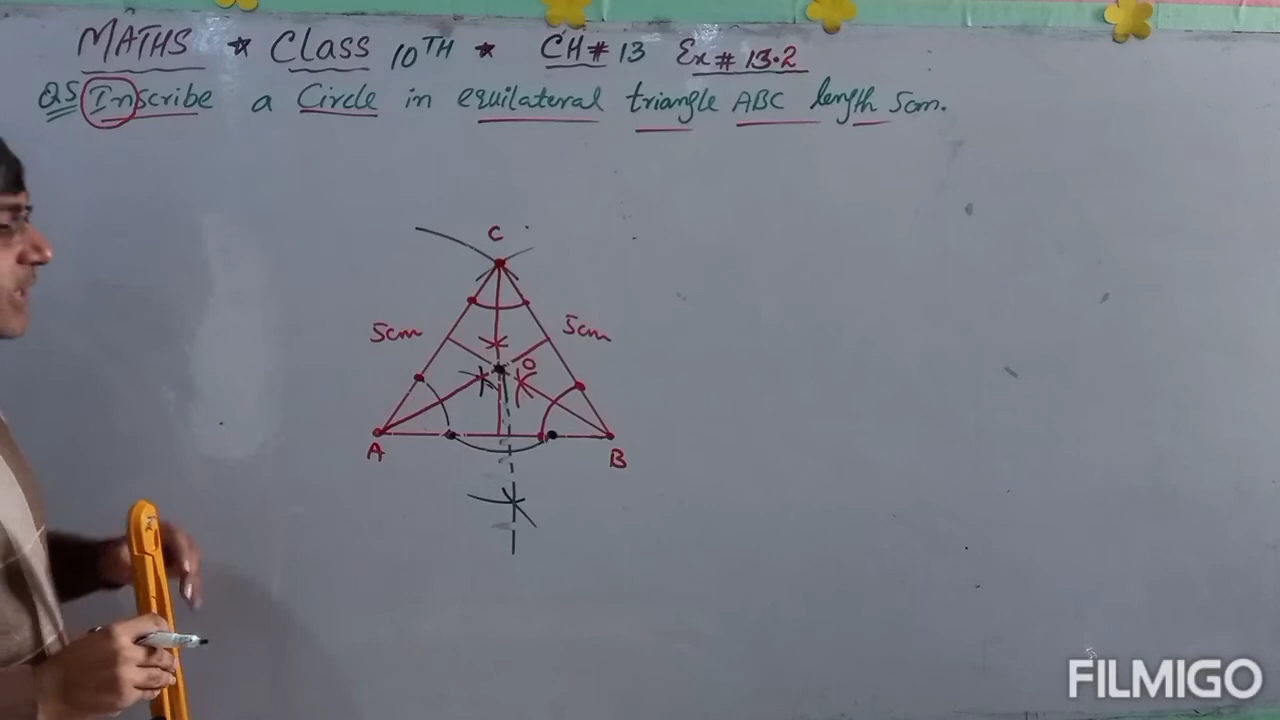 MATHS * Class 10TH * CH # 13 Ex # 13.2
Q5 Inscribe a Circle in equilateral triangle ABC length 5cm.
C
5cm 5cm
O
A B
FILMIGO